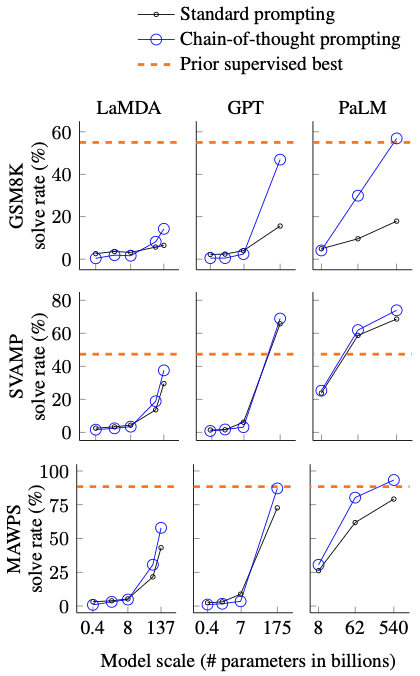 Standard prompting
Chain-of-thought prompting
Prior supervised best
LaMDA GPT PaLM
GSM8K
solve rate (%)
60
40
20
0
SVAMP
solve rate (%)
80
60
40
20
0
MAWPS
solve rate (%)
100
75
50
25
0
0.4 8 137 0.4 7 175 8 62 540
Model scale (# parameters in billions)